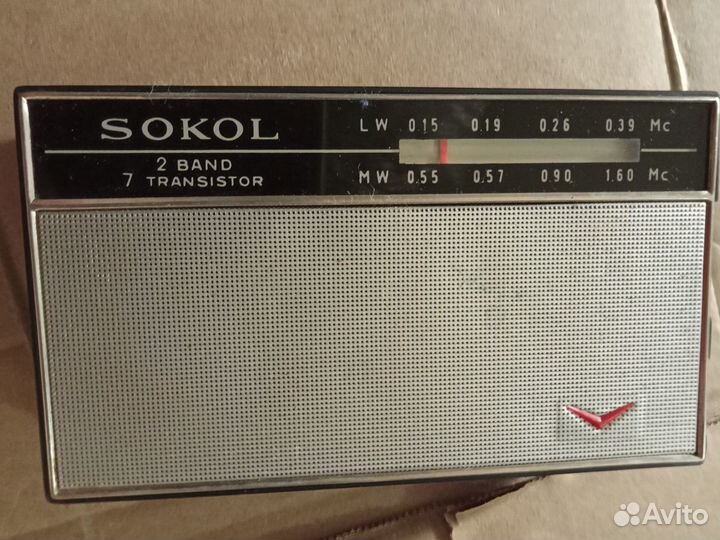 SOKOL
2 BAND
7 TRANSISTOR
LW 0.15 0.19 0.26 0.39 Mc
MW 0.55 0.57 0.90 1.60 Mc
Avito